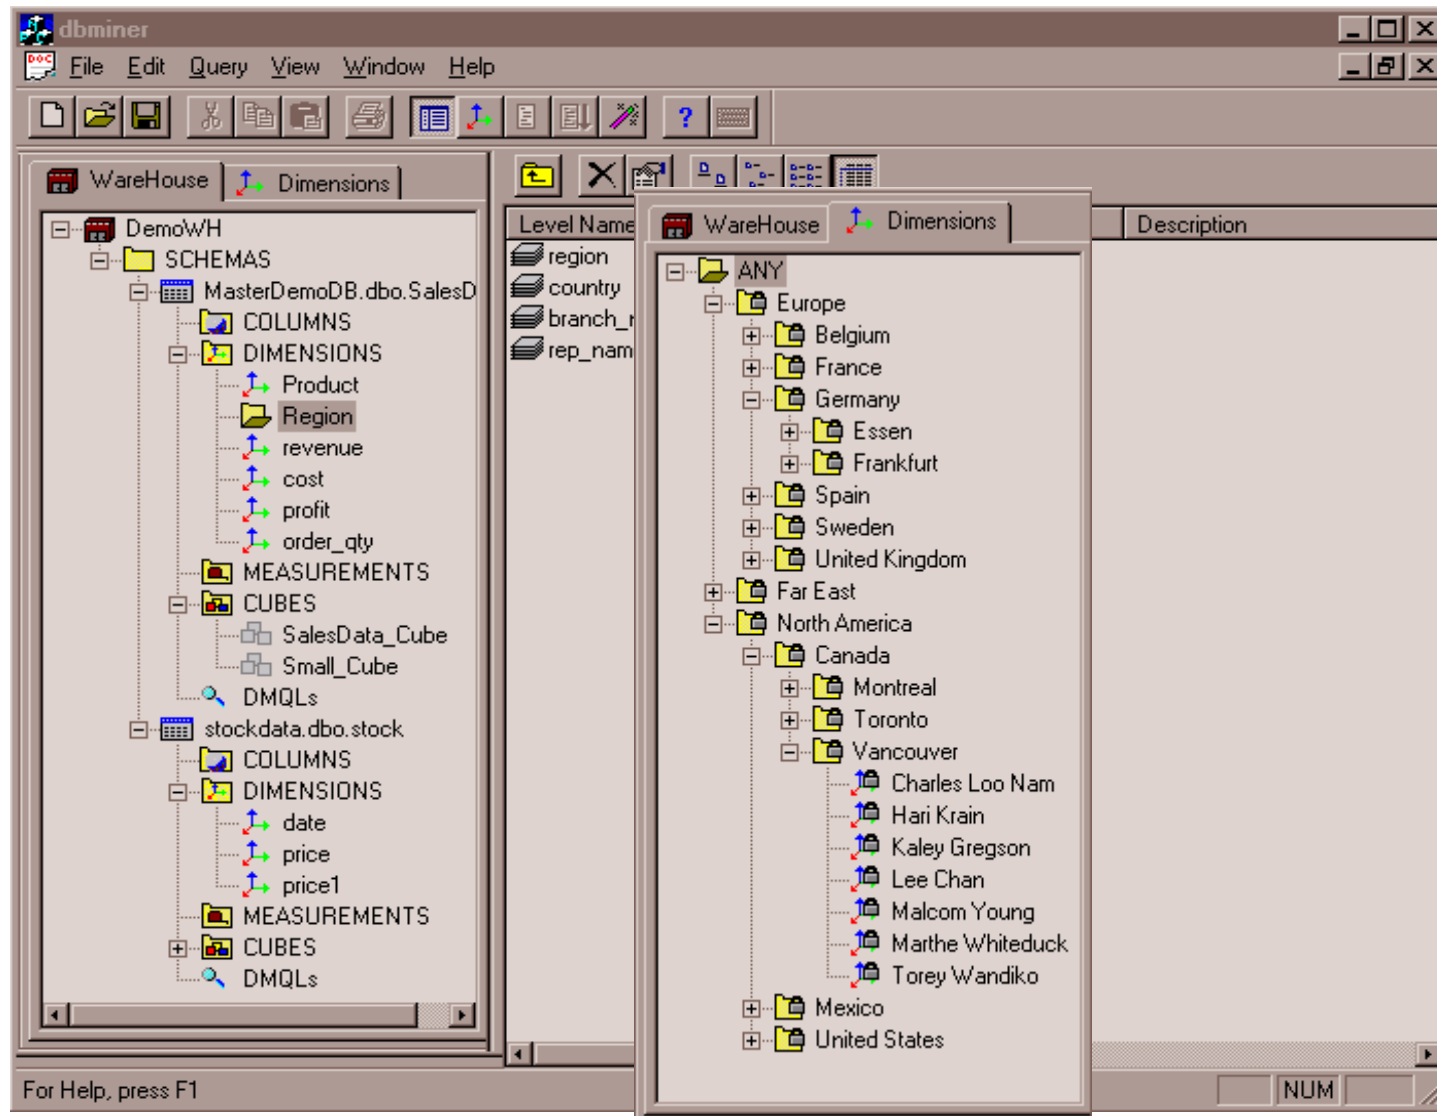 dbminer
File Edit Query View Window Help
WareHouse Dimensions
DemoWH
SCHEMAS
MasterDemoDB.dbo.SalesD
COLUMNS
DIMENSIONS
Product
Region
revenue
cost
profit
order_qty
MEASUREMENTS
CUBES
SalesData_Cube
Small_Cube
DMQLs
stockdata.dbo.stock
COLUMNS
DIMENSIONS
date
price
price1
MEASUREMENTS
CUBES
DMQLs
Level Name Description
region
country
branch_
rep_nam
WareHouse Dimensions
ANY
Europe
Belgium
France
Germany
Essen
Frankfurt
Spain
Sweden
United Kingdom
Far East
North America
Canada
Montreal
Toronto
Vancouver
Charles Loo Nam
Hari Krain
Kaley Gregson
Lee Chan
Malcom Young
Marthe Whiteduck
Torey Wandiko
Mexico
United States
For Help, press F1 NUM